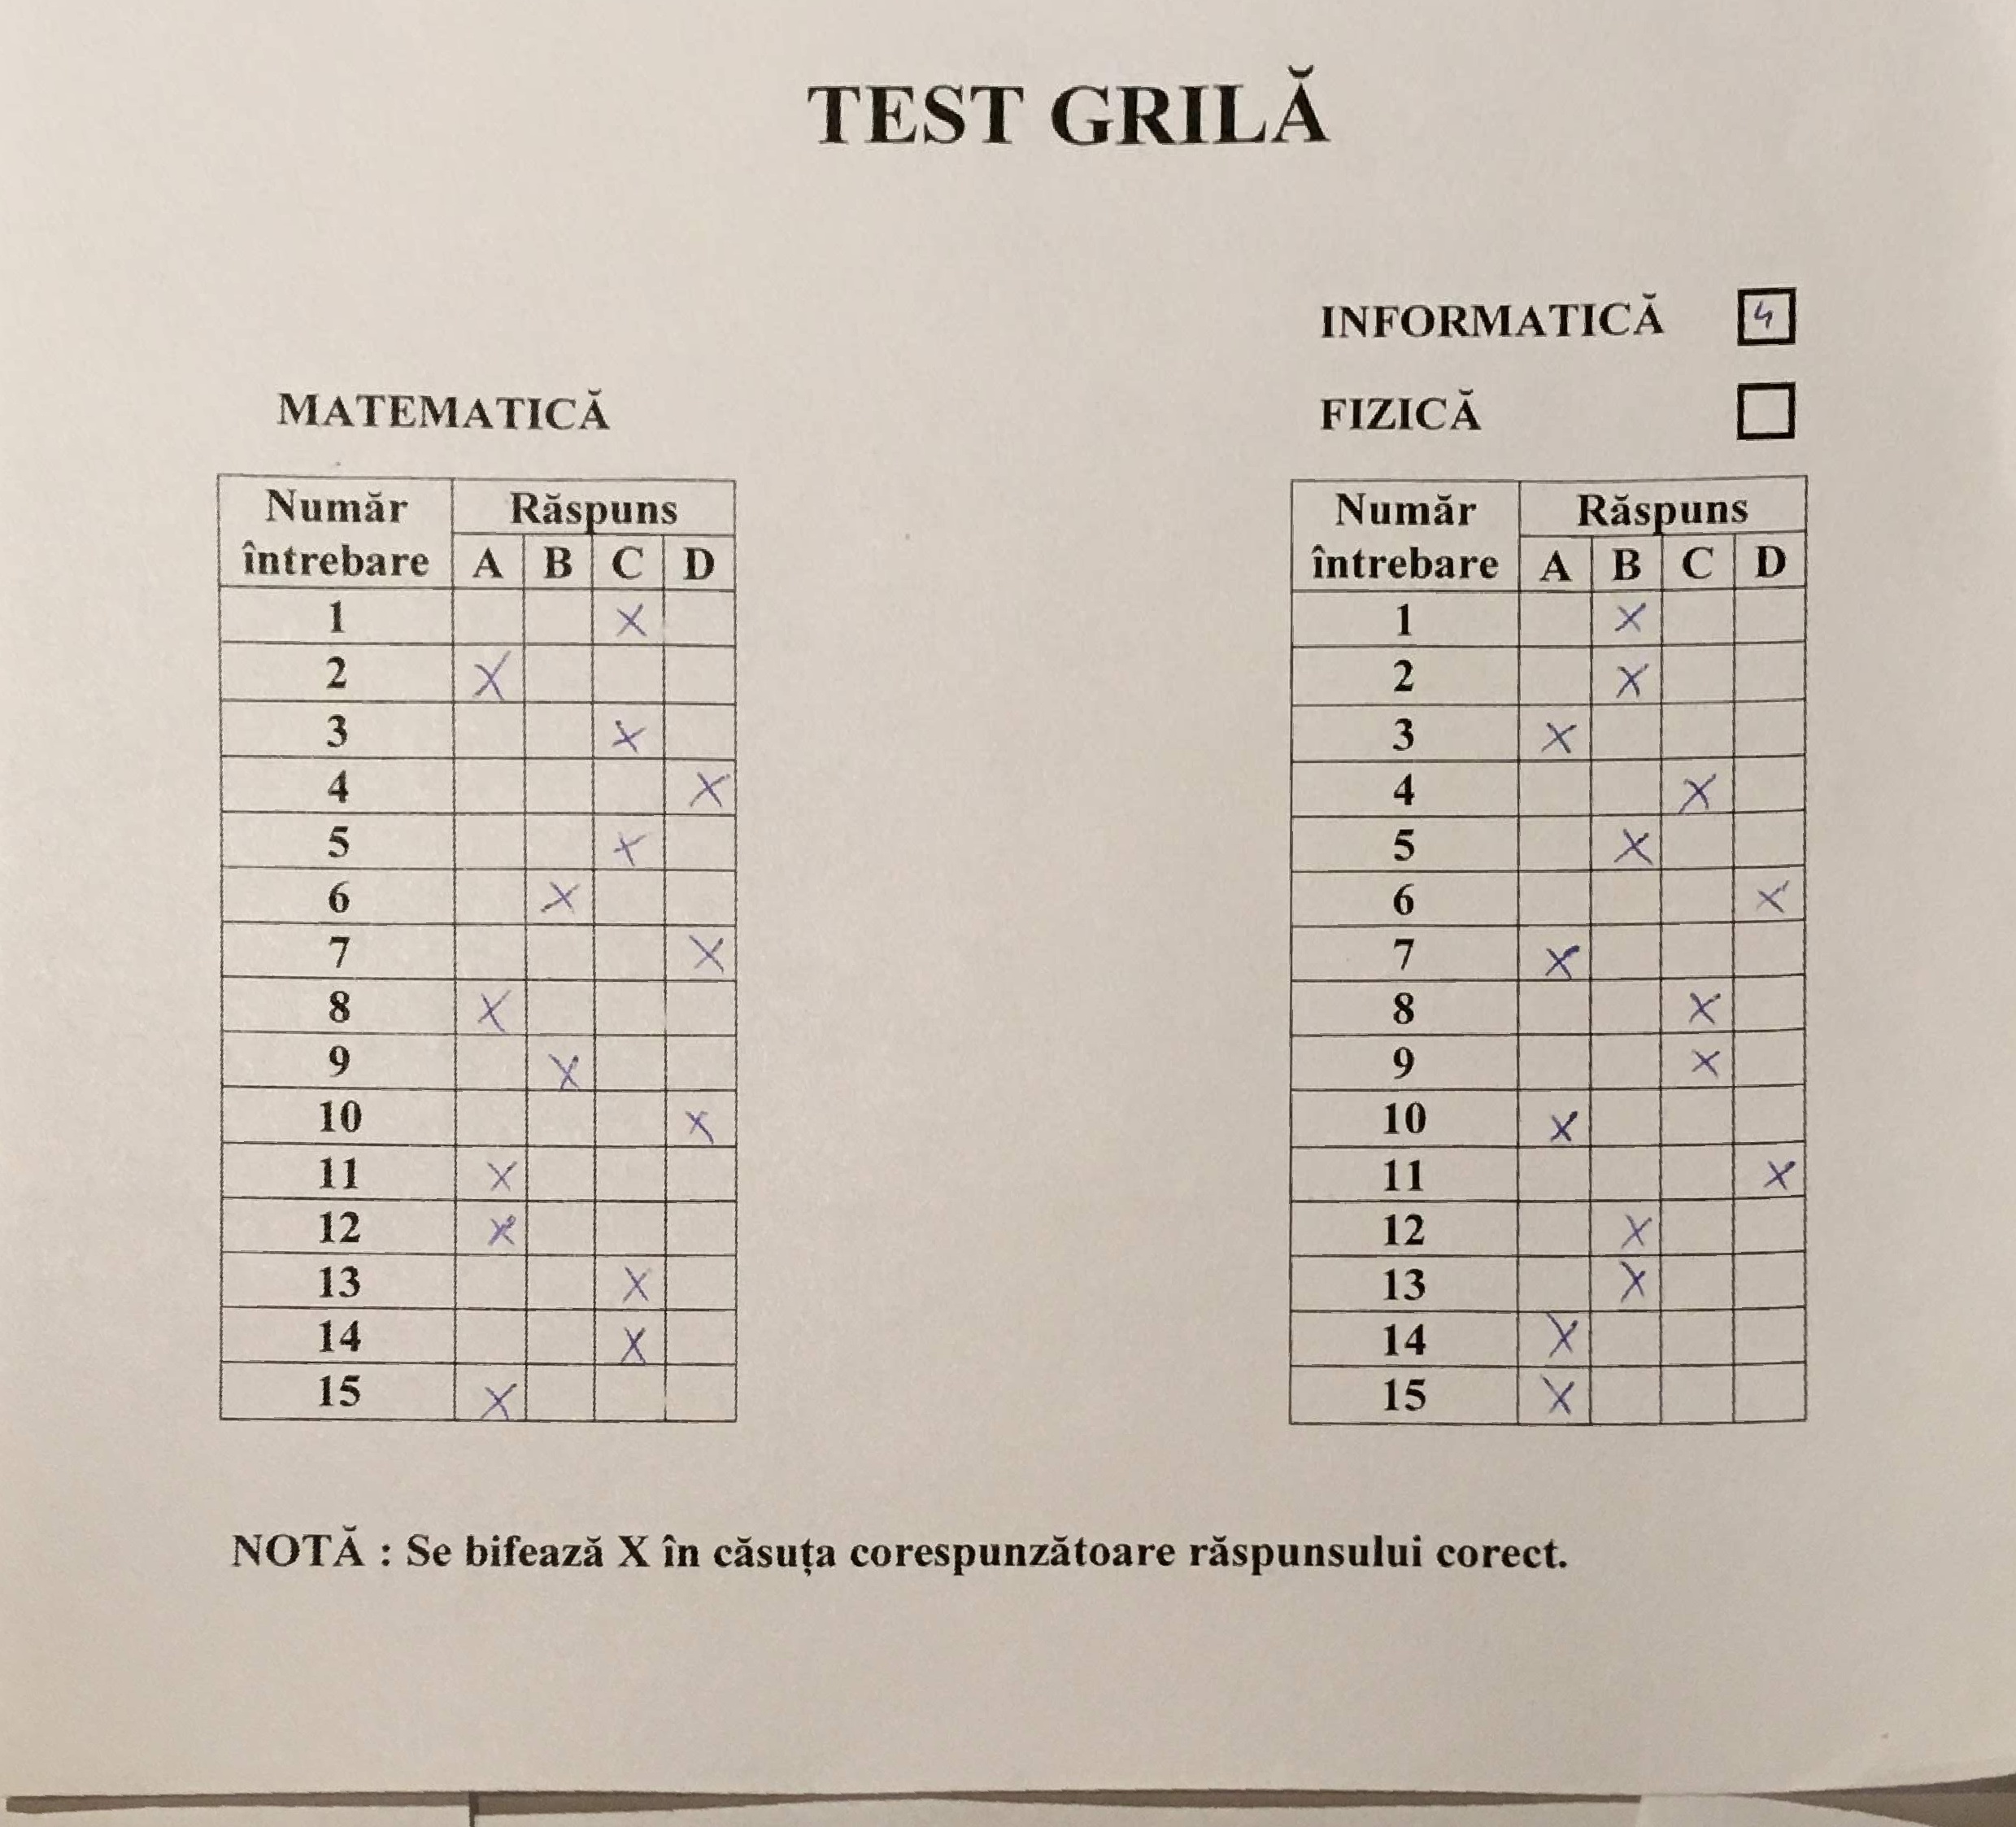 TEST GRILĂ
INFORMATICĂ 4
MATEMATICĂ
FIZICĂ
Număr întrebare Răspuns
A B C D
1 X
2 X
3 X
4 X
5 X
6 X
7 X
8 X
9 X
10 X
11 X
12 X
13 X
14 X
15 X
Număr întrebare Răspuns
A B C D
1 X
2 X
3 X
4 X
5 X
6 X
7 X
8 X
9 X
10 X
11 X
12 X
13 X
14 X
15 X
NOTĂ : Se bifează X în căsuța corespunzătoare răspunsului corect.